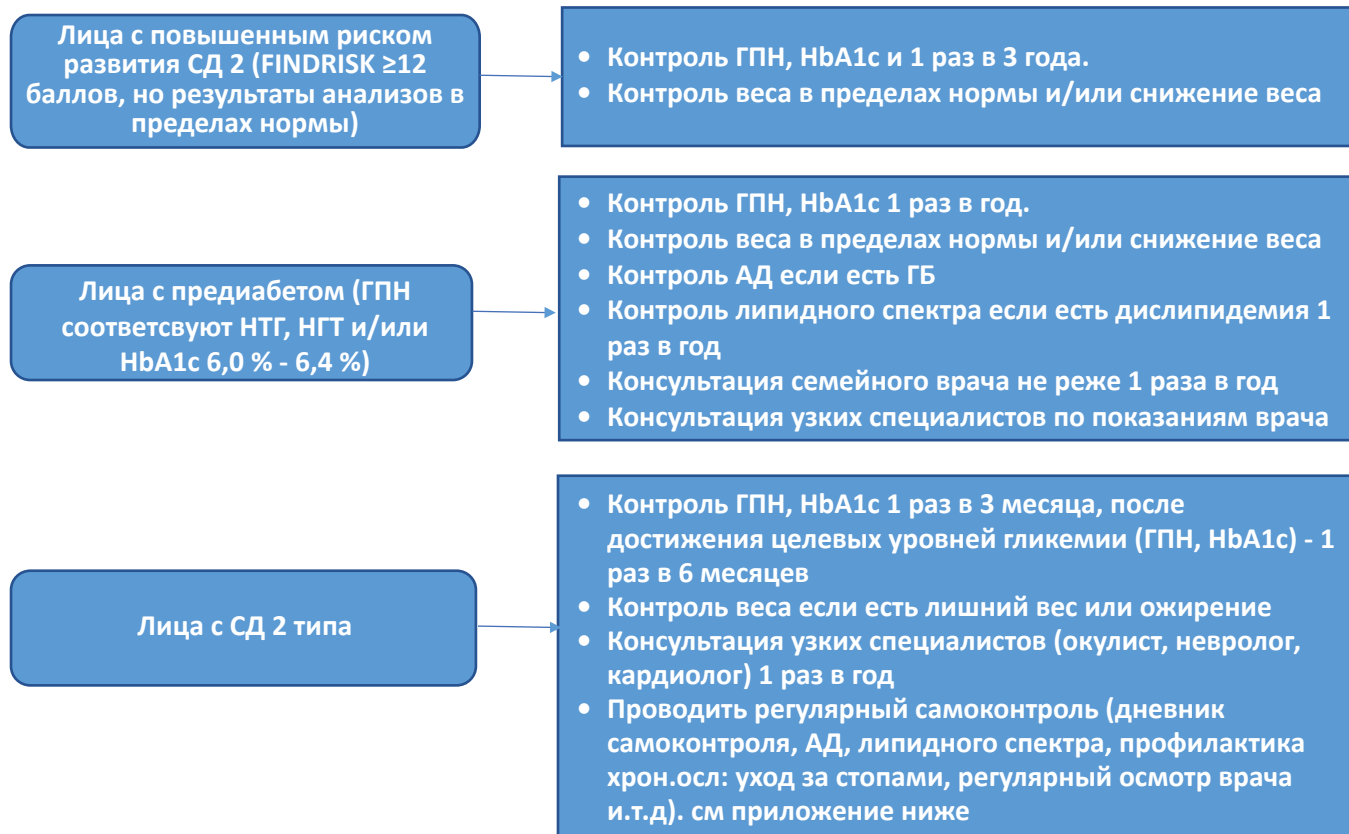 Лица с повышенным риском
развития СД 2 (FINDRISK ≥12
баллов, но результаты анализов в
пределах нормы)
• Контроль ГПН, HbA1c и 1 раз в 3 года.
• Контроль веса в пределах нормы и/или снижение веса
Лица с предиабетом (ГПН
соответсвуют НТГ, НГТ и/или
HbA1c 6,0 % - 6,4 %)
• Контроль ГПН, HbA1c 1 раз в год.
• Контроль веса в пределах нормы и/или снижение веса
• Контроль АД если есть ГБ
• Контроль липидного спектра если есть дислипидемия 1
раз в год
• Консультация семейного врача не реже 1 раза в год
• Консультация узких специалистов по показаниям врача
Лица с СД 2 типа
• Контроль ГПН, HbA1c 1 раз в 3 месяца, после
достижения целевых уровней гликемии (ГПН, HbA1c) - 1
раз в 6 месяцев
• Контроль веса если есть лишний вес или ожирение
• Консультация узких специалистов (окулист, невролог,
кардиолог) 1 раз в год
• Проводить регулярный самоконтроль (дневник
самоконтроля, АД, липидного спектра, профилактика
хрон.осл: уход за стопами, регулярный осмотр врача
и.т.д). см приложение ниже